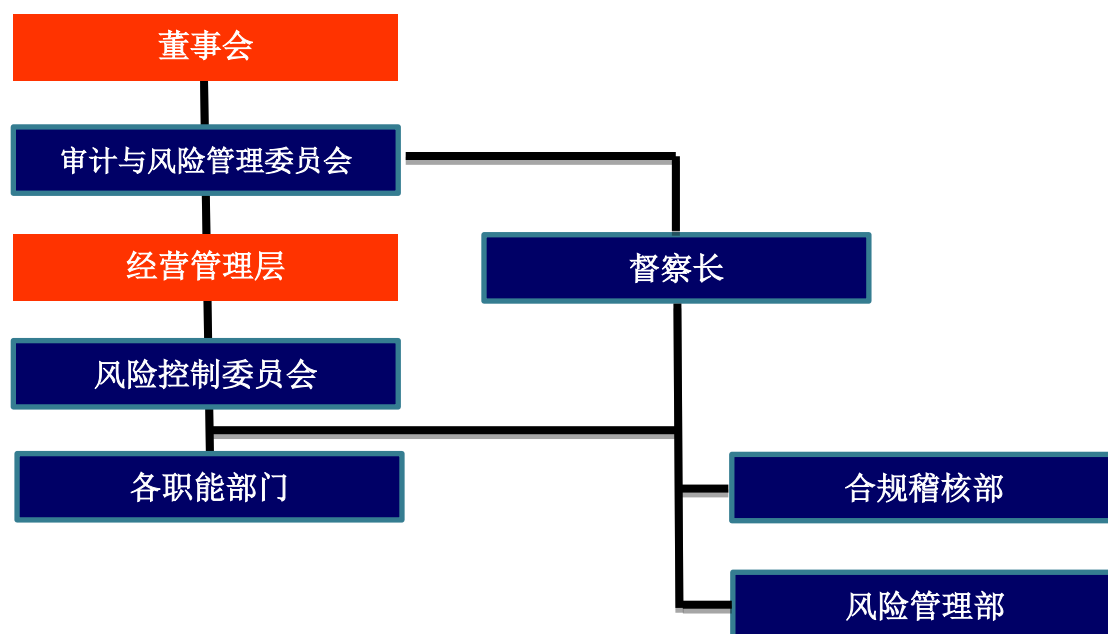 董事会
审计与风险管理委员会
经营管理层
督察长
风险控制委员会
各职能部门
合规稽核部
风险管理部